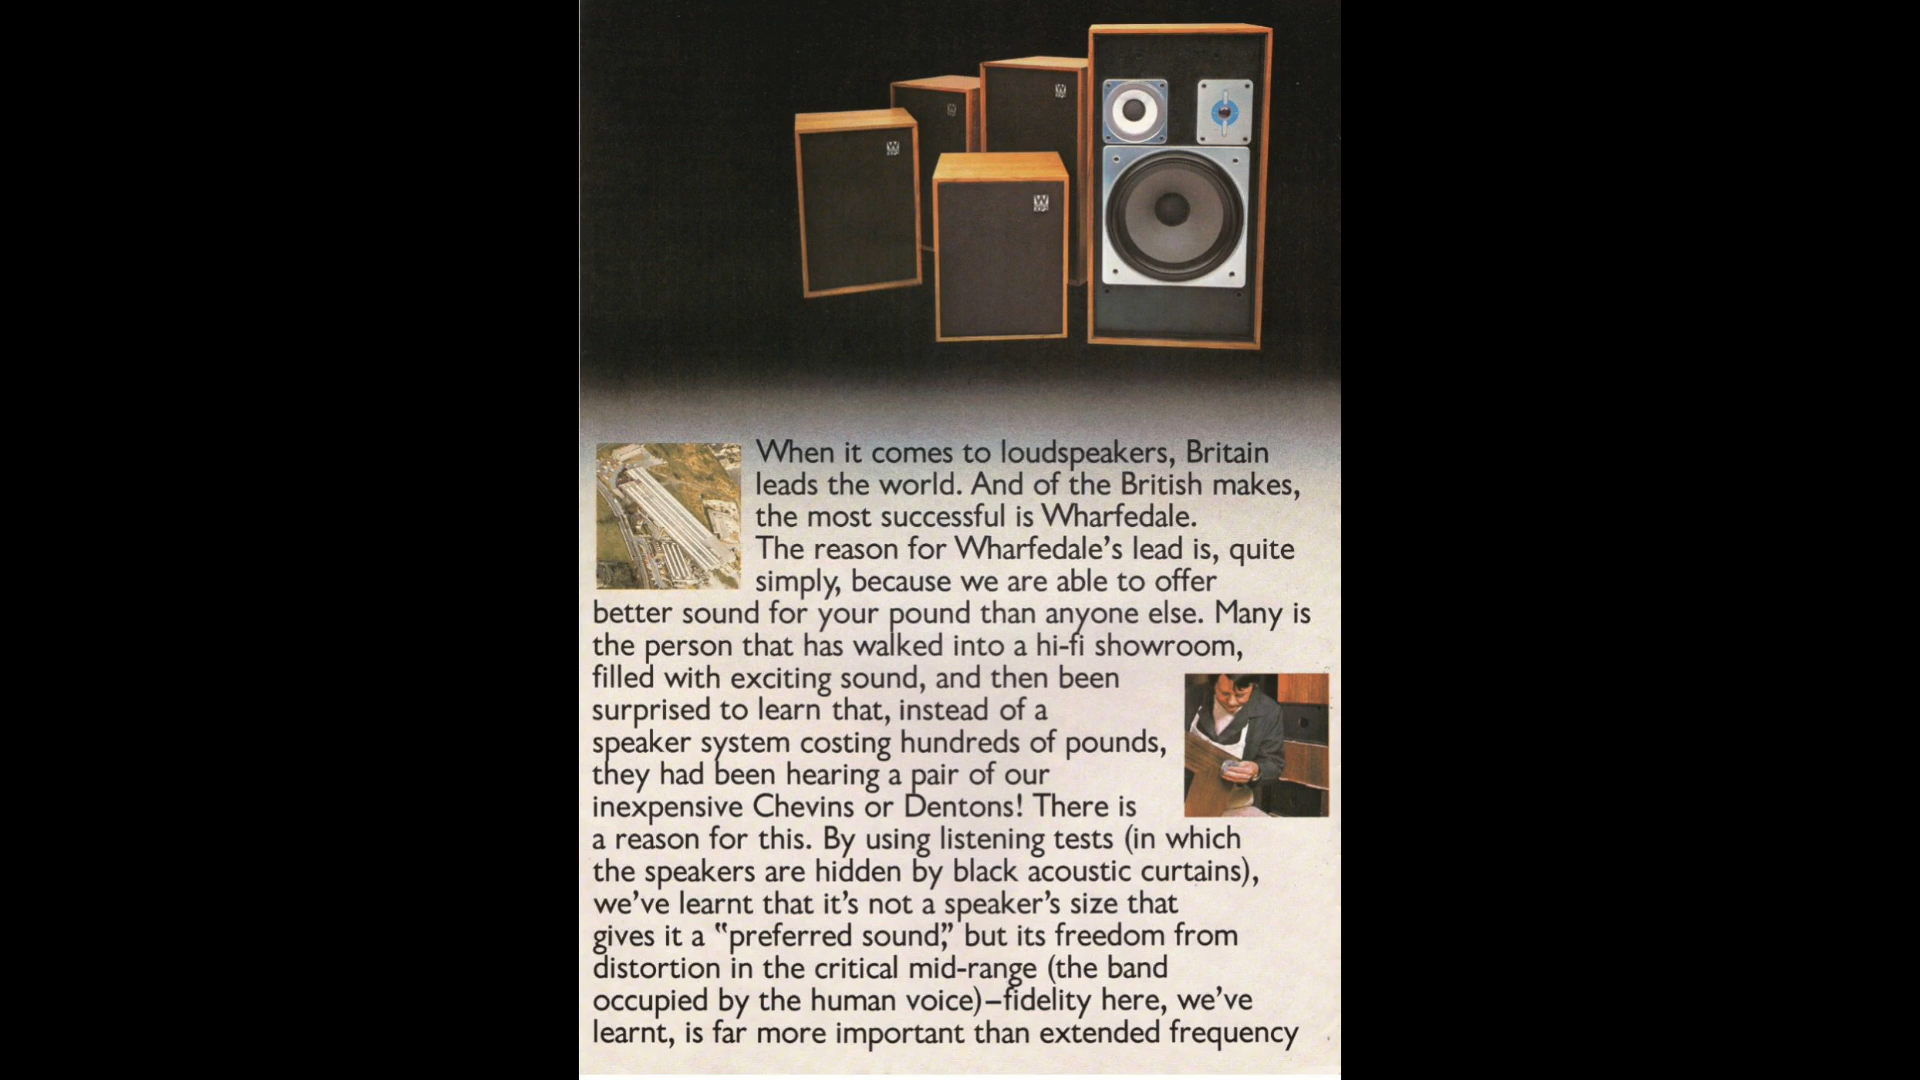 When it comes to loudspeakers, Britain
leads the world. And of the British makes,
the most successful is Wharfedale.
The reason for Wharfedale's lead is, quite
simply, because we are able to offer
better sound for your pound than anyone else. Many is
the person that has walked into a hi-fi showroom,
filled with exciting sound, and then been
surprised to learn that, instead of a
speaker system costing hundreds of pounds,
they had been hearing a pair of our
inexpensive Chevins or Dentons! There is
a reason for this. By using listening tests (in which
the speakers are hidden by black acoustic curtains),
we've learnt that it's not a speaker's size that
gives it a “preferred sound,” but its freedom from
distortion in the critical mid-range (the band
occupied by the human voice)–fidelity here, we've
learnt, is far more important than extended frequency